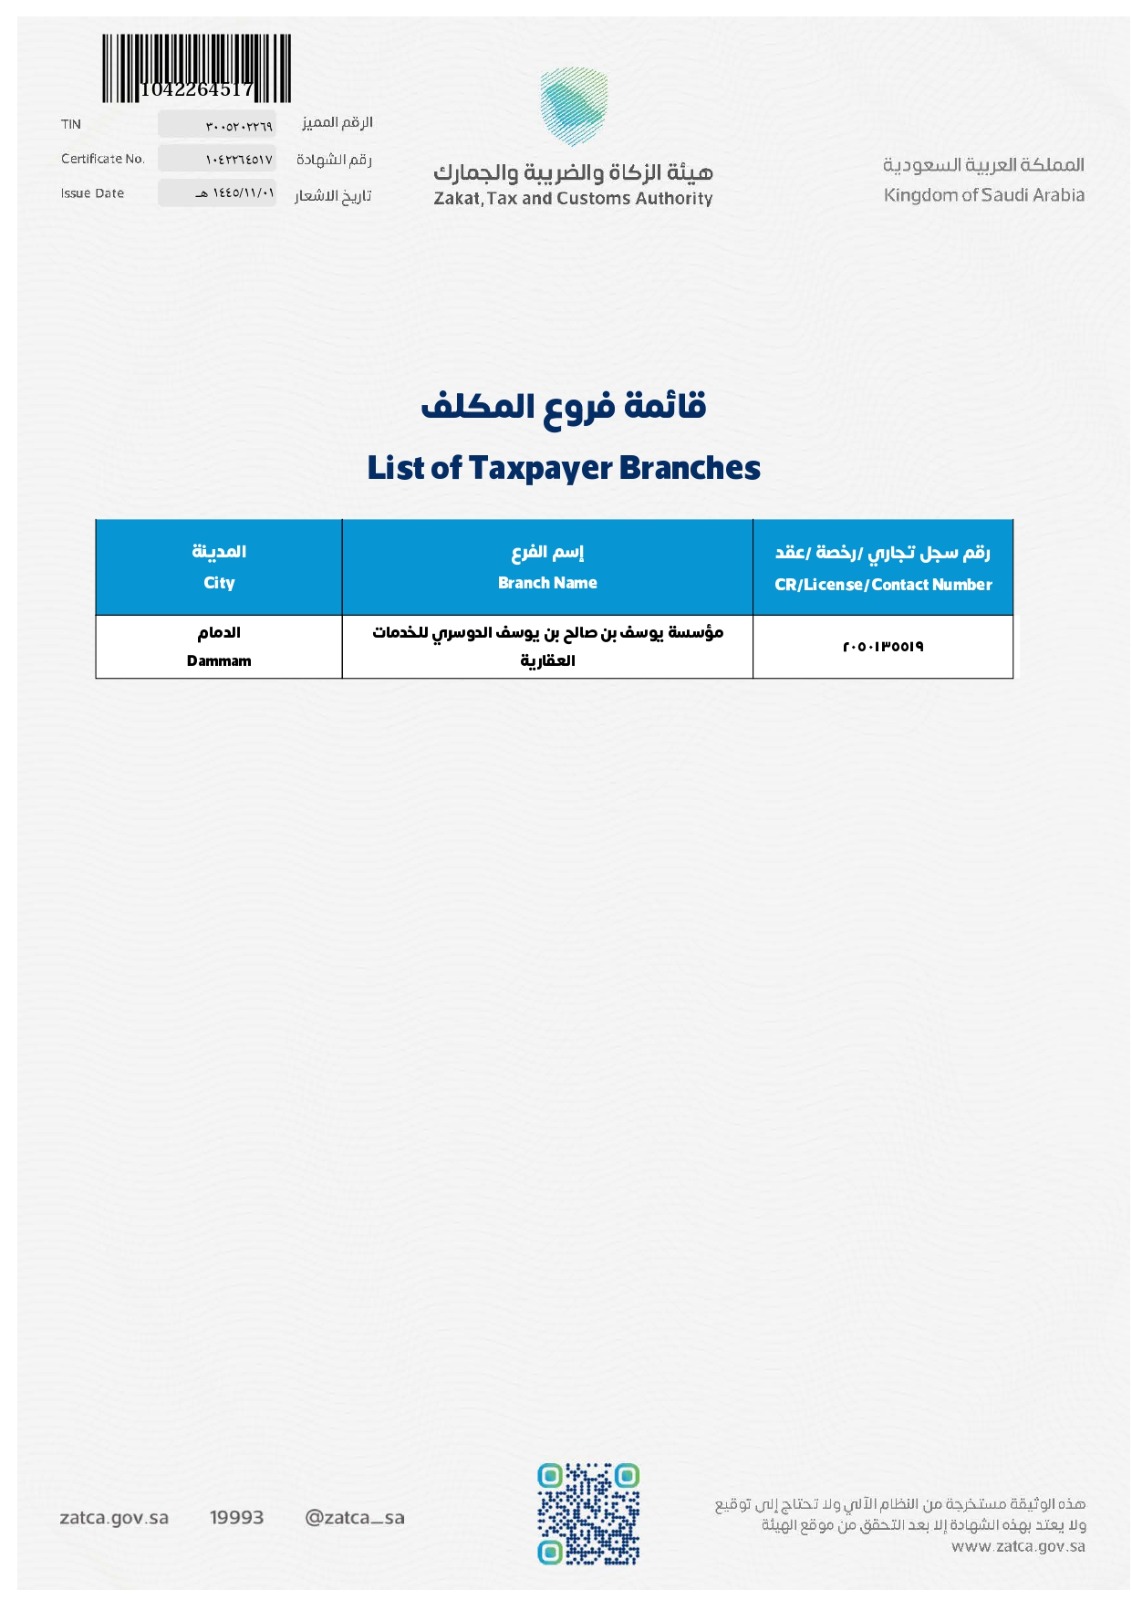 1042264517
TIN ٣٠٠٥٢٠٢٢٦٩ الرقم المميز
Certificate No. ١٠٤٢٢٦٤٥١٧ رقم الشهادة
Issue Date ١٤٤٥/١١/٠١ هـ تاريخ الاشعار
هيئة الزكاة والضريبة والجمارك
Zakat, Tax and Customs Authority
المملكة العربية السعودية
Kingdom of Saudi Arabia
قائمة فروع المكلف
List of Taxpayer Branches
رقم سجل تجاري /رخصة /عقد
CR/License/Contact Number
إسم الفرع
Branch Name
المدينة
City
٢٠٥٠١٣٥٥١٩
مؤسسة يوسف بن صالح بن يوسف الدوسري للخدمات
العقارية
الدمام
Dammam
هذه الوثيقة مستخرجة من النظام الآلي ولا تحتاج إلى توقيع
ولا يعتد بهذه الشهادة إلا بعد التحقق من موقع الهيئة
www.zatca.gov.sa
zatca.gov.sa 19993 @zatca_sa